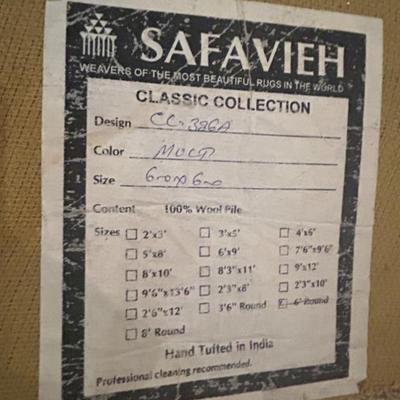 SAFAVIEH
WEAVERS OF THE MOST BEAUTIFUL RUGS IN THE WORLD
CLASSIC COLLECTION
Design CL-386A
Color MULTI
Size 6-0x6-0
Content 100% Wool Pile
Sizes 2'x3' 3'x5' 4'x6'
5'x8' 6'x9' 7'6"x9'6"
8'x10' 8'3"x11' 9'x12'
9'6"x13'6" 2'3"x8' 2'3"x10'
2'6"x12' 3'6" Round 6' Round
8' Round
Hand Tufted in India
Professional cleaning recommended.